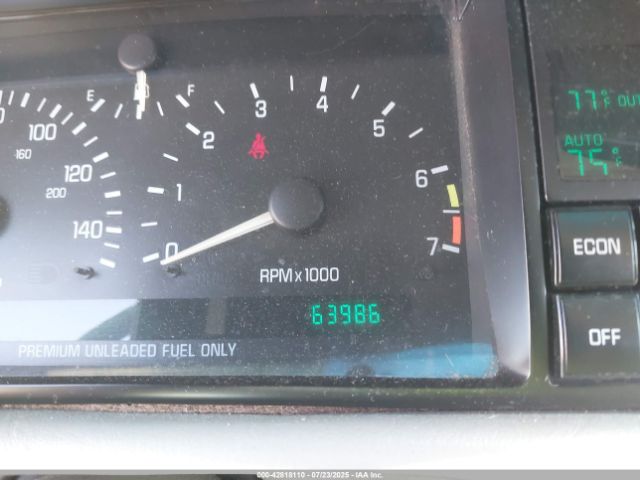 E F
100
160
120
200
140
0 1 2 3 4 5 6 7
RPM x 1000
63986
PREMIUM UNLEADED FUEL ONLY
77°F OUT
AUTO
75°F
ECON
OFF
000-42818110 - 07/23/2025 - IAA Inc.